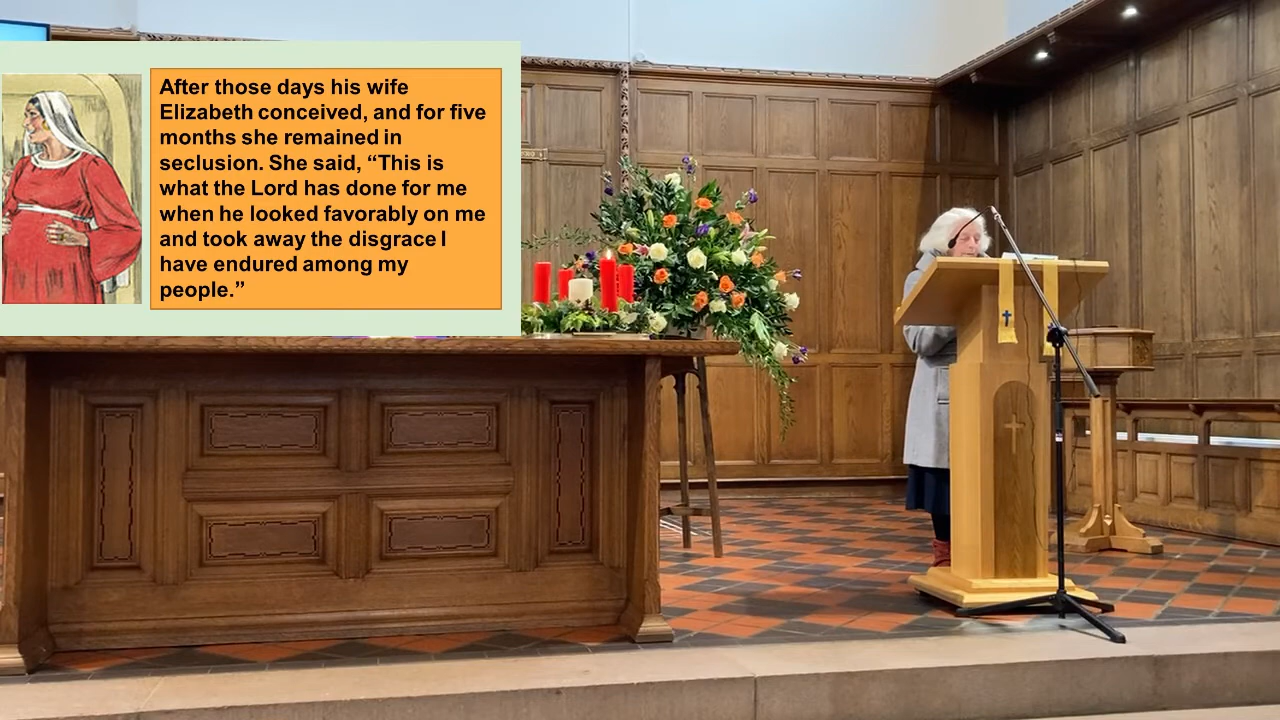 After those days his wife
Elizabeth conceived, and for five
months she remained in
seclusion. She said, “This is
what the Lord has done for me
when he looked favorably on me
and took away the disgrace I
have endured among my
people.”